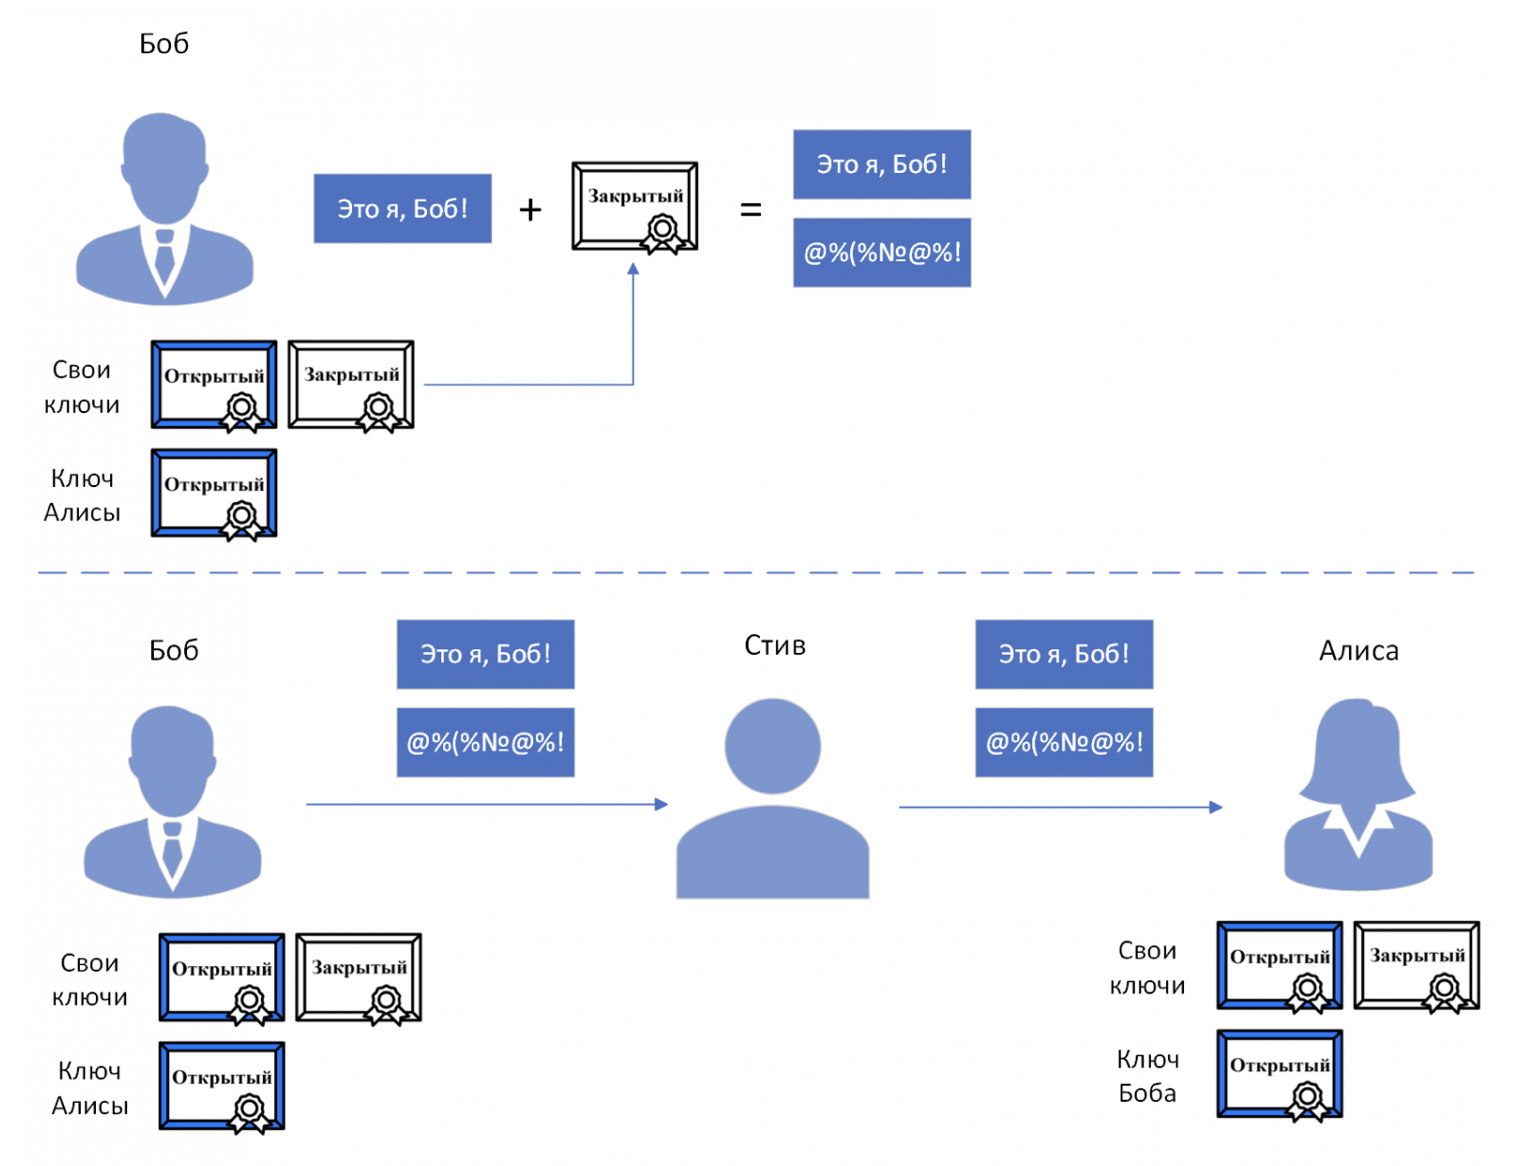 Боб
Это я, Боб!
+
Закрытый
=
Это я, Боб!
@%(%№@%!
Свои
ключи
Открытый
Закрытый
Ключ
Алисы
Открытый
Боб
Это я, Боб!
@%(%№@%!
Стив
Это я, Боб!
@%(%№@%!
Алиса
Свои
ключи
Открытый
Закрытый
Ключ
Алисы
Открытый
Свои
ключи
Открытый
Закрытый
Ключ
Боба
Открытый